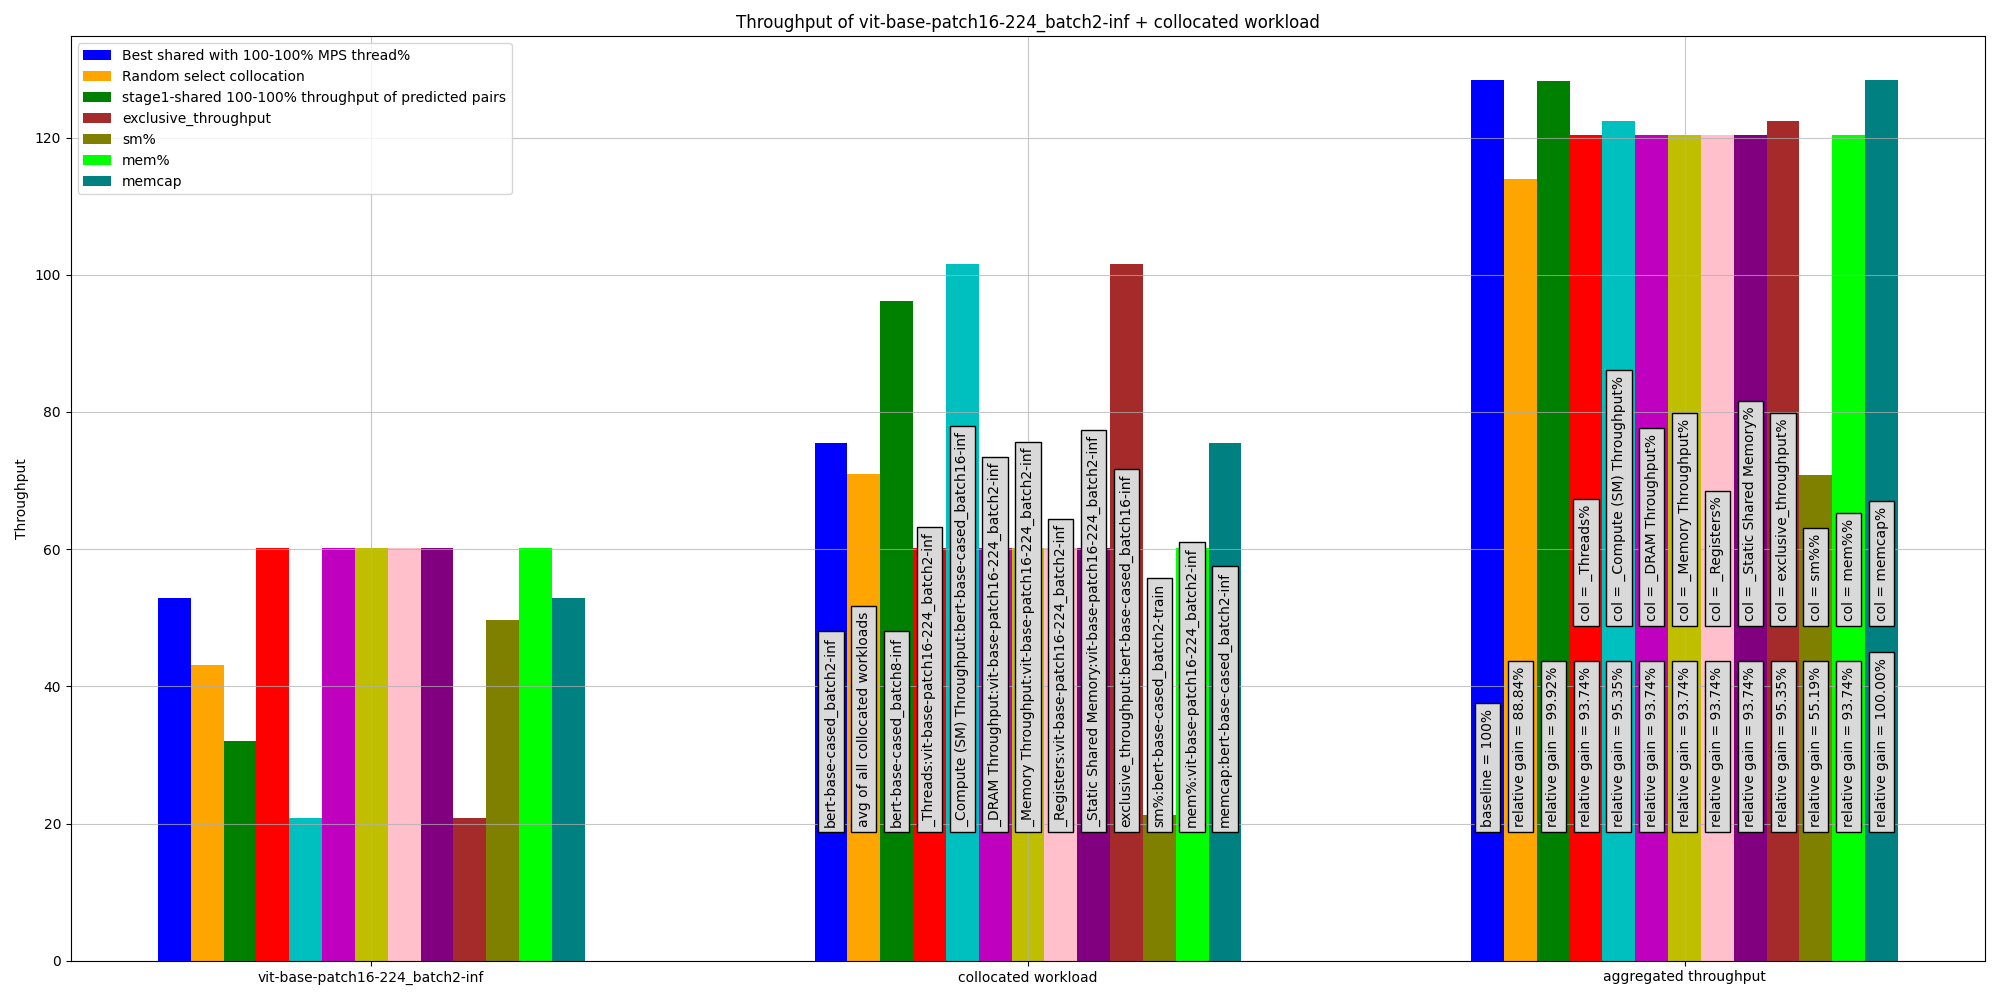 Throughput of vit-base-patch16-224_batch2-inf + collocated workload
Best shared with 100-100% MPS thread%
Random select collocation
stage1-shared 100-100% throughput of predicted pairs
exclusive_throughput
sm%
mem%
memcap
Throughput
120
100
80
60
40
20
0
bert-base-cased_batch2-inf
avg of all collocated workloads
bert-base-cased_batch8-inf
_Threads:vit-base-patch16-224_batch2-inf
_Compute (SM) Throughput:bert-base-cased_batch16-inf
_DRAM Throughput:vit-base-patch16-224_batch2-inf
_Memory Throughput:vit-base-patch16-224_batch2-inf
_Registers:vit-base-patch16-224_batch2-inf
_Static Shared Memory:vit-base-patch16-224_batch2-inf
exclusive_throughput:bert-base-cased_batch16-inf
sm%:bert-base-cased_batch2-train
mem%:vit-base-patch16-224_batch2-inf
memcap:bert-base-cased_batch2-inf
col = _Threads%
col = _Compute (SM) Throughput%
col = _DRAM Throughput%
col = _Memory Throughput%
col = _Registers%
col = _Static Shared Memory%
col = exclusive_throughput%
col = sm%%
col = mem%%
col = memcap%
baseline = 100%
relative gain = 88.84%
relative gain = 99.92%
relative gain = 93.74%
relative gain = 95.35%
relative gain = 93.74%
relative gain = 93.74%
relative gain = 93.74%
relative gain = 93.74%
relative gain = 95.35%
relative gain = 55.19%
relative gain = 93.74%
relative gain = 100.00%
vit-base-patch16-224_batch2-inf
collocated workload
aggregated throughput